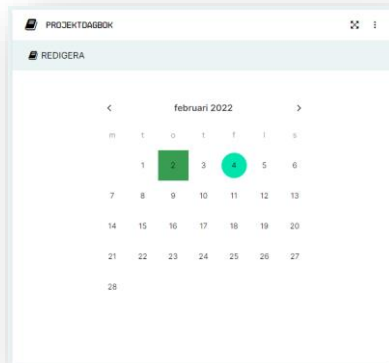 PROJEKTDAGBOK
REDIGERA
februari 2022
m t o t f l s
1 2 3 4 5 6
7 8 9 10 11 12 13
14 15 16 17 18 19 20
21 22 23 24 25 26 27
28